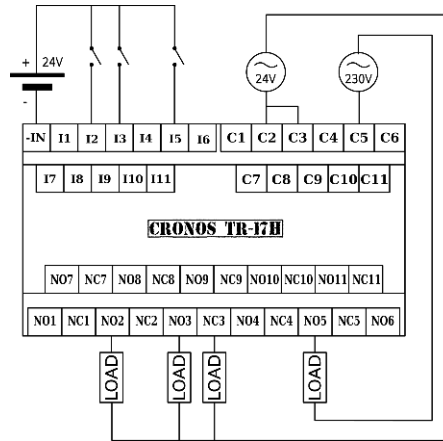 + 24V
-
24V
230V
-IN I1 I2 I3 I4 I5 I6 C1 C2 C3 C4 C5 C6
I7 I8 I9 I10 I11 C7 C8 C9 C10 C11
CRONOS TR-17H
NO7 NC7 NO8 NC8 NO9 NC9 NO10 NC10 NO11 NC11
NO1 NC1 NO2 NC2 NO3 NC3 NO4 NC4 NO5 NC5 NO6
LOAD LOAD LOAD LOAD